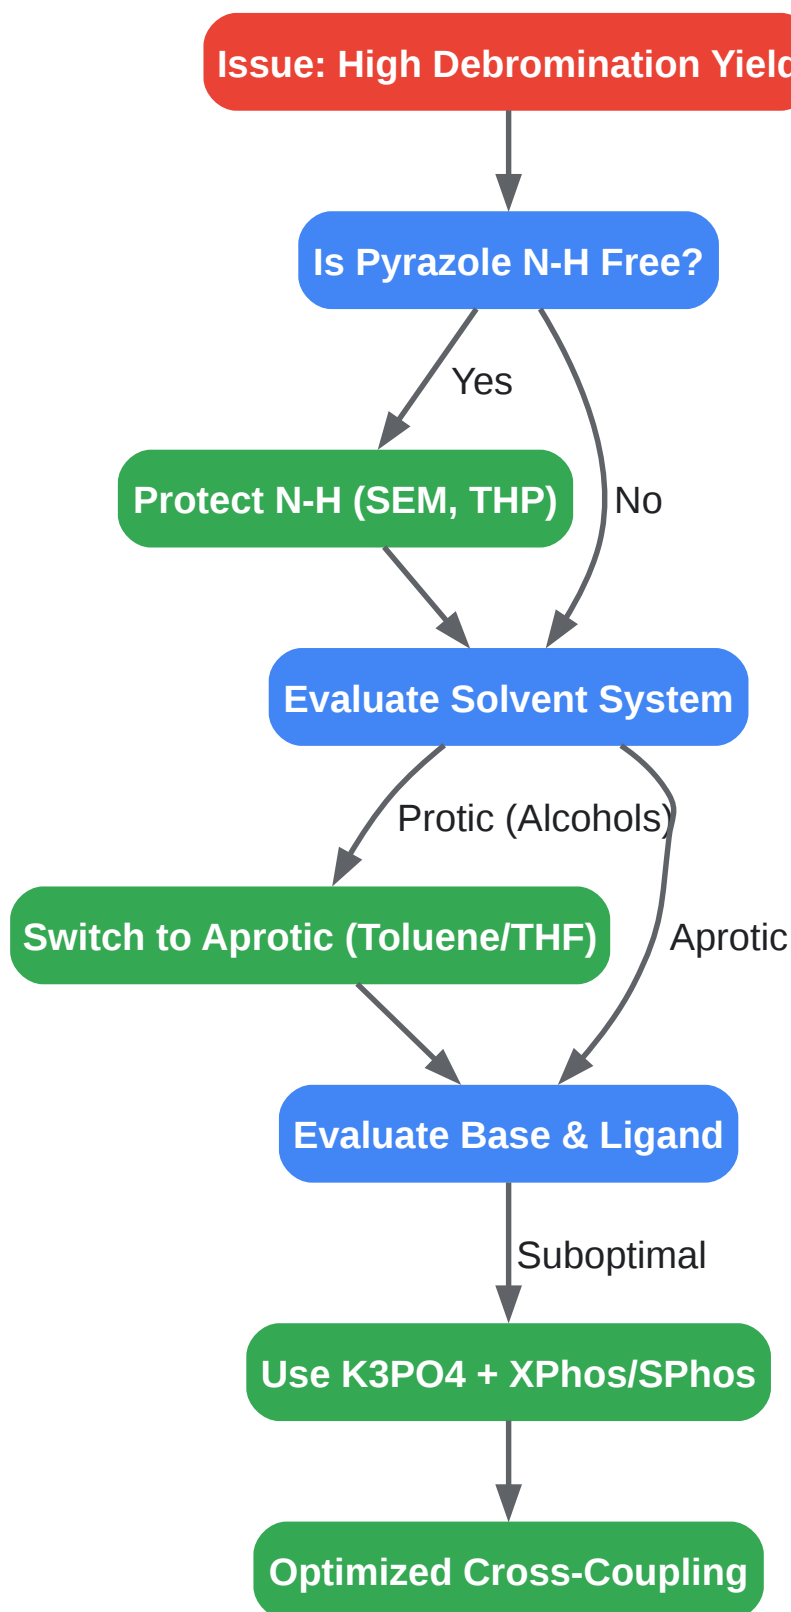 Issue: High Debromination Yield
Is Pyrazole N-H Free?
Yes
Protect N-H (SEM, THP)
No
Evaluate Solvent System
Protic (Alcohols)
Switch to Aprotic (Toluene/THF)
Aprotic
Evaluate Base & Ligand
Suboptimal
Use K3PO4 + XPhos/SPhos
Optimized Cross-Coupling